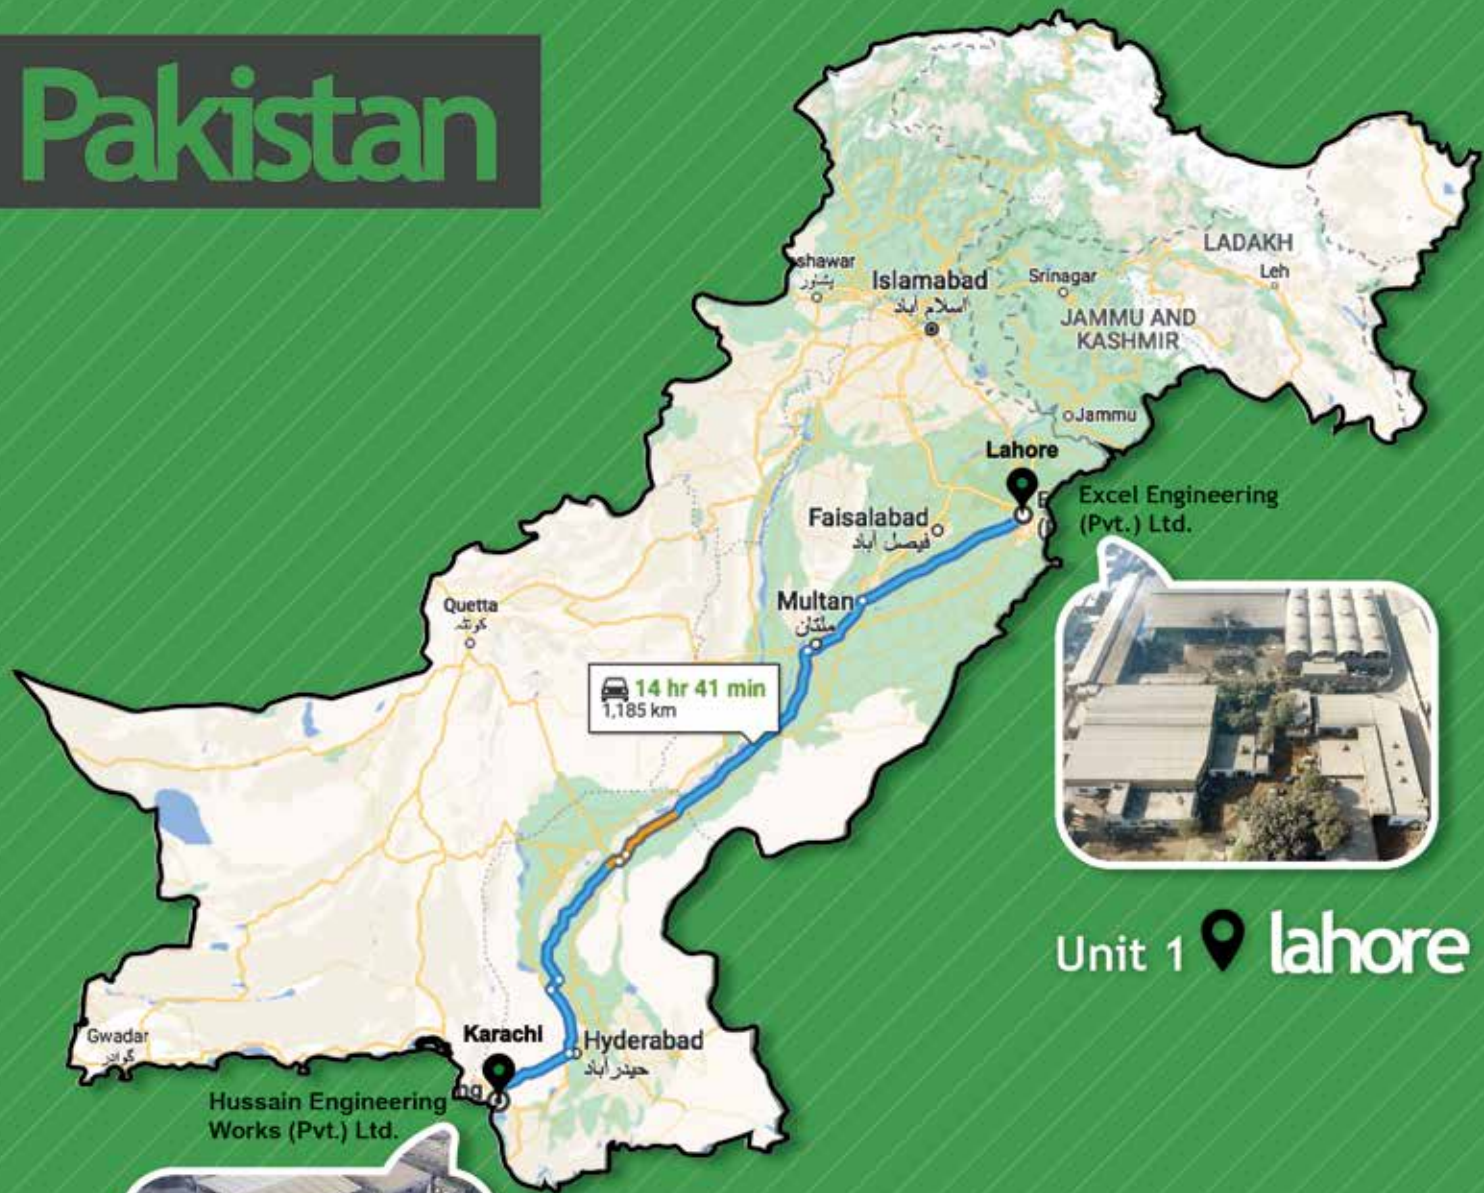 Pakistan
LADAKH
Leh
shawar
پشاور
Islamabad
اسلام آباد
Srinagar
JAMMU AND
KASHMIR
Jammu
Lahore
Excel Engineering
(Pvt.) Ltd.
Faisalabad
فیصل آباد
Multan
ملتان
Quetta
کوئٹہ
14 hr 41 min
1,185 km
Unit 1 lahore
Gwadar
گوادر
Karachi
Hyderabad
حیدرآباد
ng
Hussain Engineering
Works (Pvt.) Ltd.